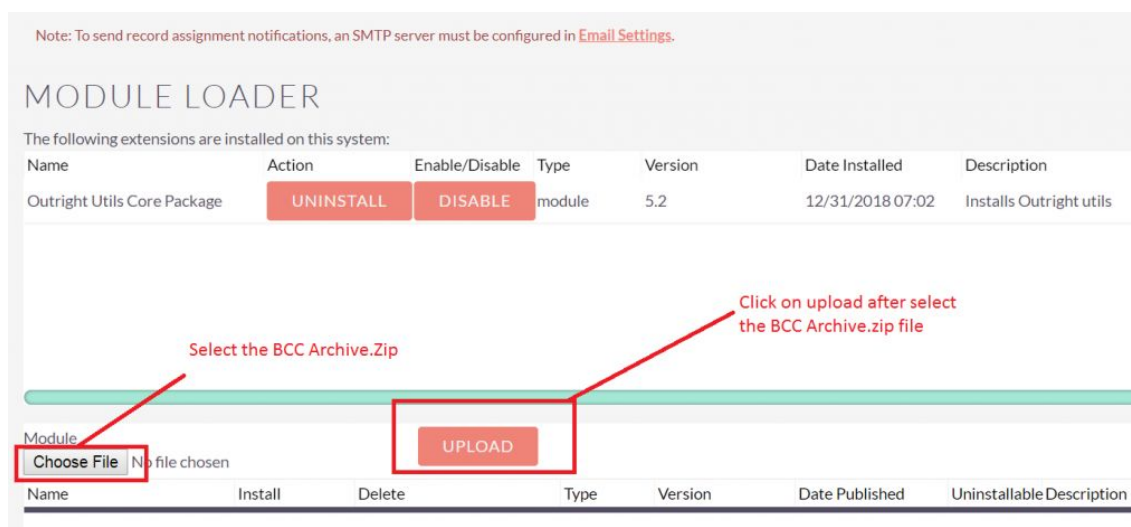 Note: To send record assignment notifications, an SMTP server must be configured in Email Settings.
MODULE LOADER
The following extensions are installed on this system:
Name Action Enable/Disable Type Version Date Installed Description
Outright Utils Core Package UNINSTALL DISABLE module 5.2 12/31/2018 07:02 Installs Outright utils
Click on upload after select
the BCC Archive.zip file
Select the BCC Archive.Zip
Module
UPLOAD
Choose File No file chosen
Name Install Delete Type Version Date Published Uninstallable Description